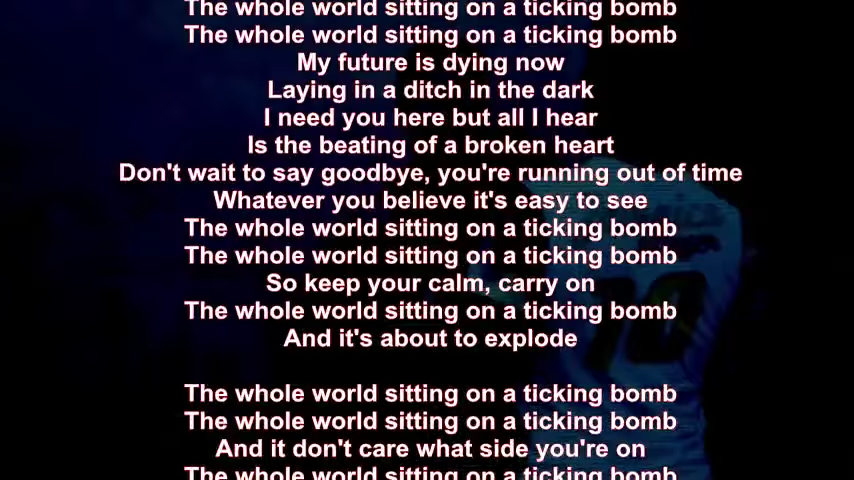 The whole world sitting on a ticking bomb
The whole world sitting on a ticking bomb
My future is dying now
Laying in a ditch in the dark
I need you here but all I hear
Is the beating of a broken heart
Don't wait to say goodbye, you're running out of time
Whatever you believe it's easy to see
The whole world sitting on a ticking bomb
The whole world sitting on a ticking bomb
So keep your calm, carry on
The whole world sitting on a ticking bomb
And it's about to explode
The whole world sitting on a ticking bomb
The whole world sitting on a ticking bomb
And it don't care what side you're on
The whole world sitting on a ticking bomb
10